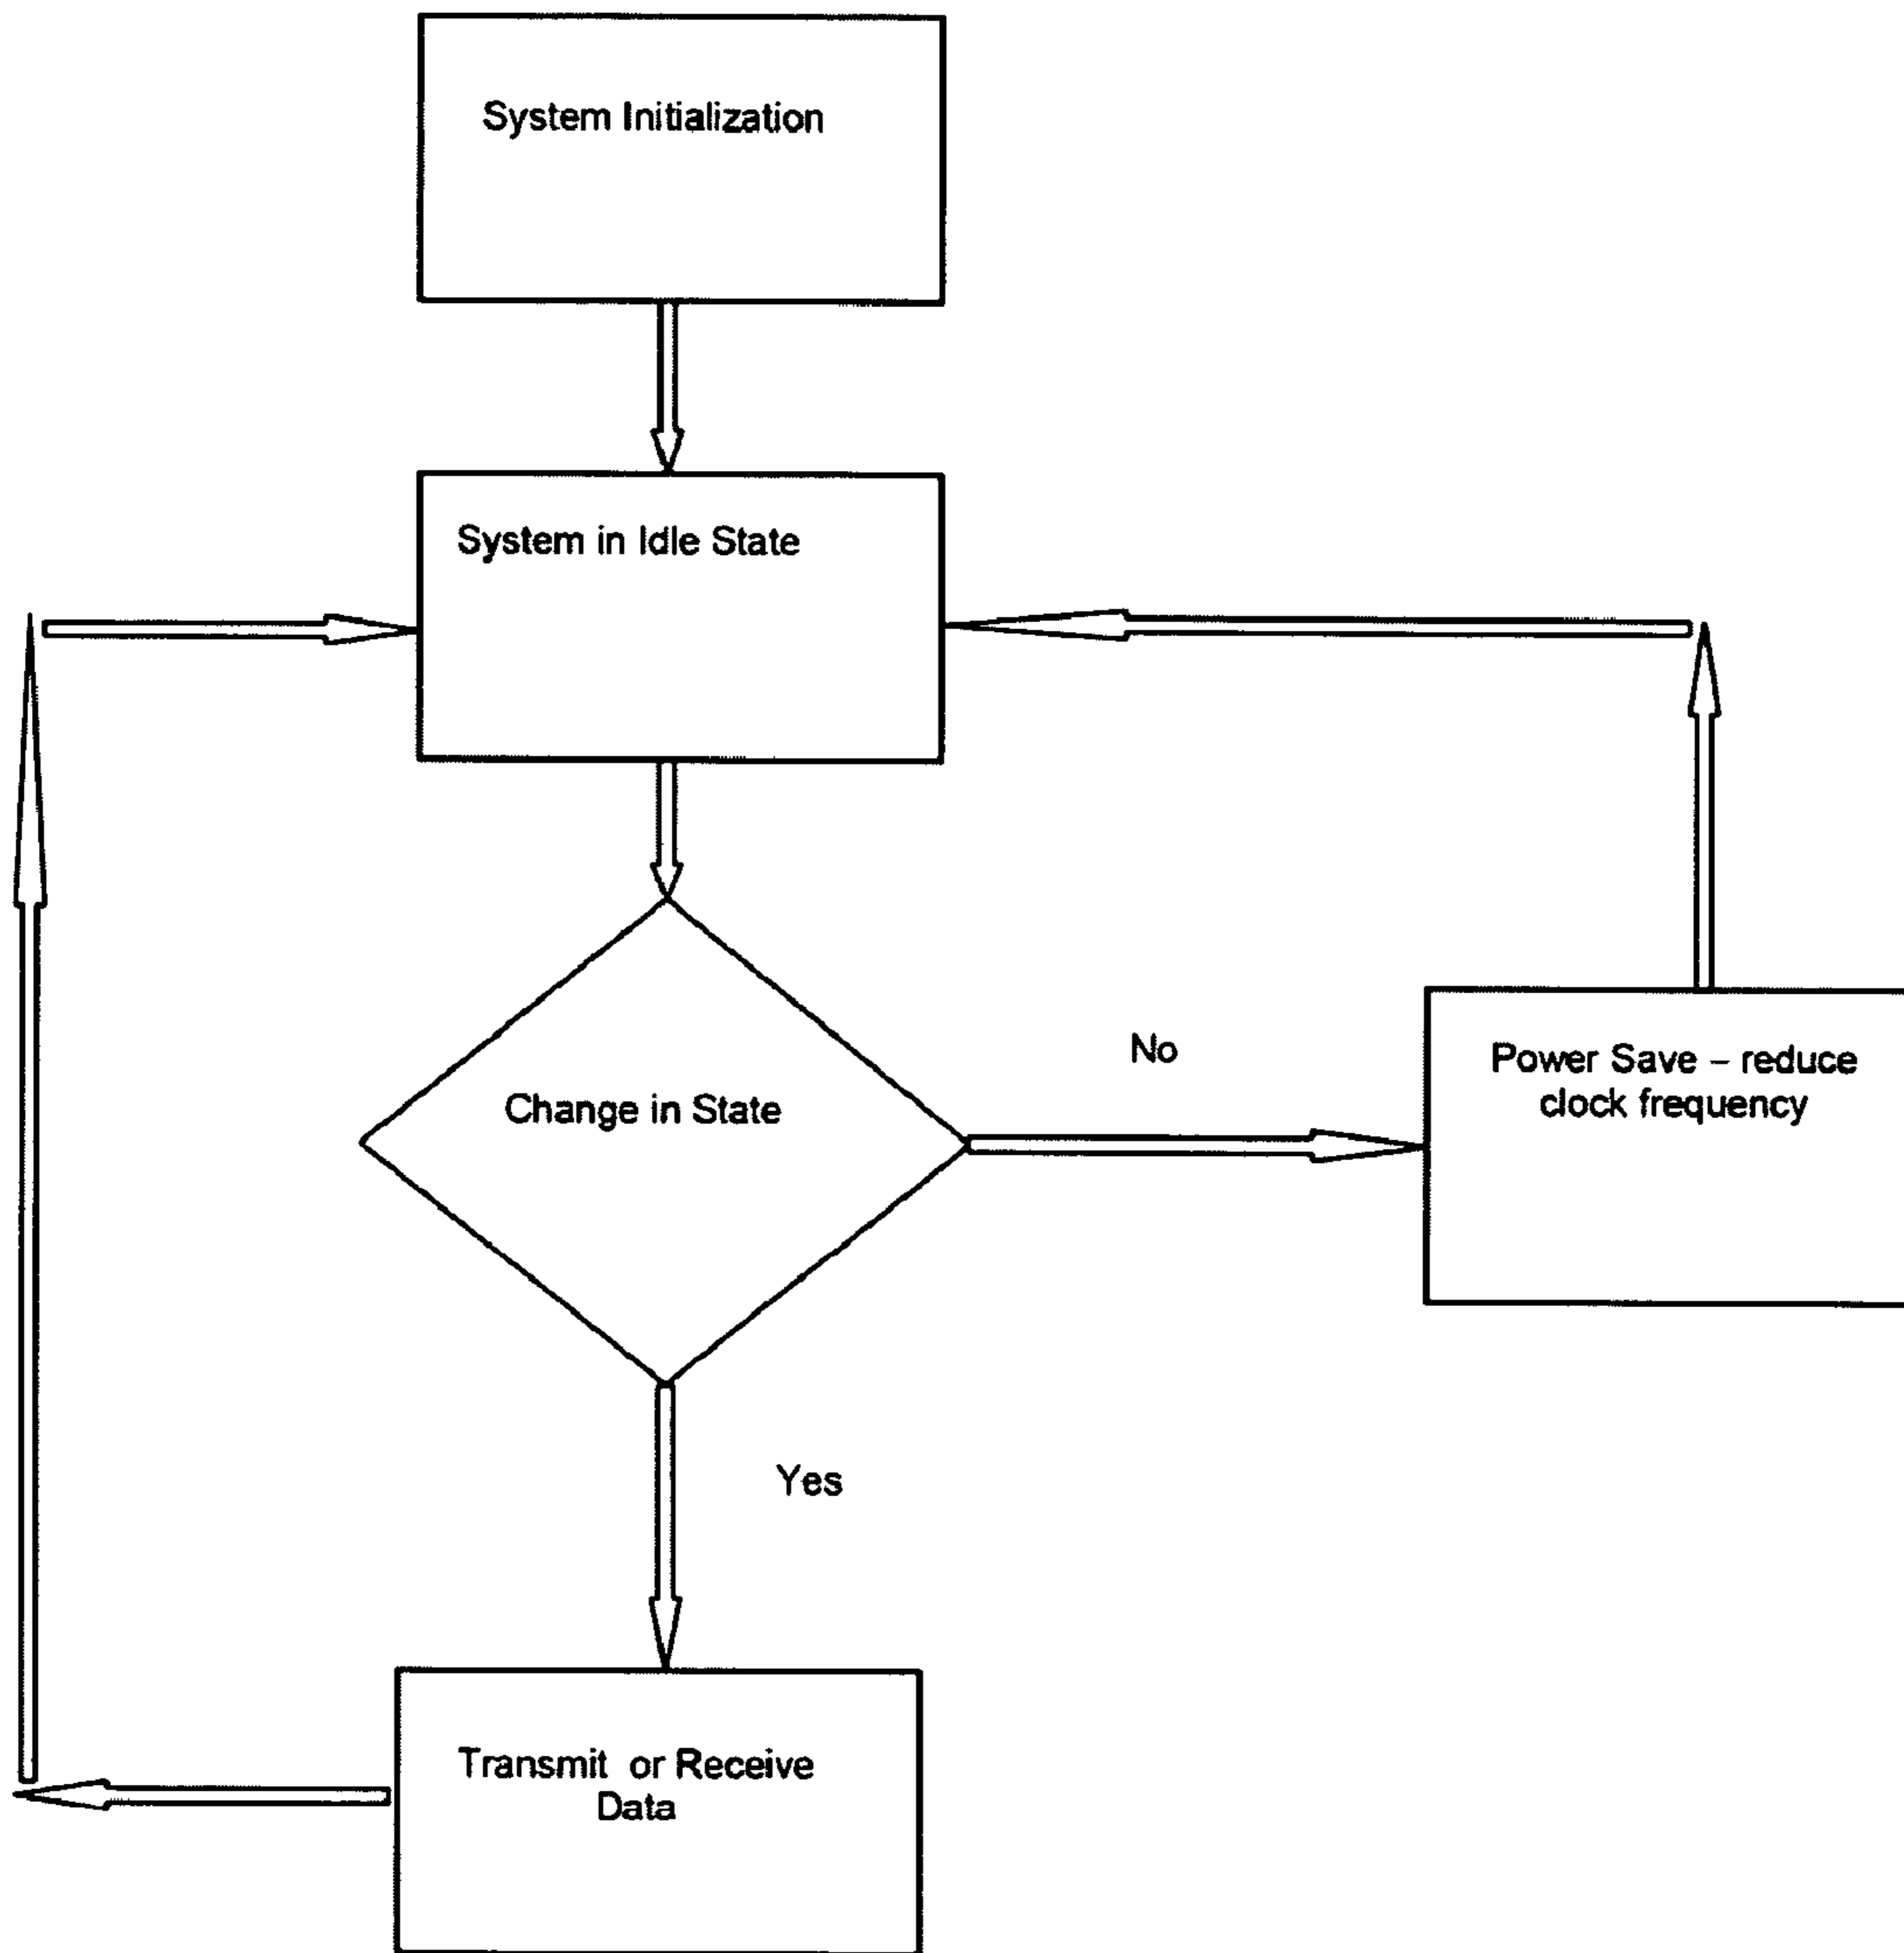 System Initialization
System in Idle State
Change in State
No
Power Save – reduce
clock frequency
Yes
Transmit or Receive
Data